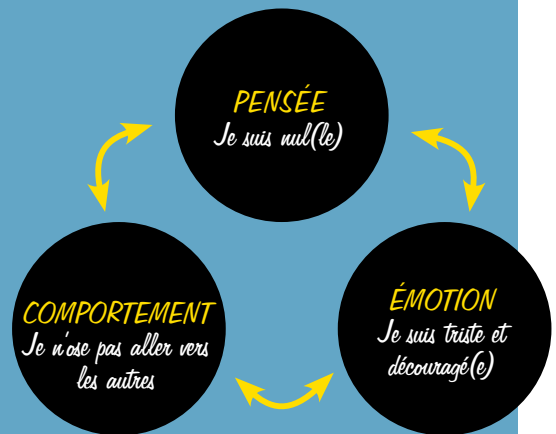 PENSÉE
Je suis nul(le)
COMPORTEMENT
Je n'ose pas aller vers
les autres
ÉMOTION
Je suis triste et
découragé(e)